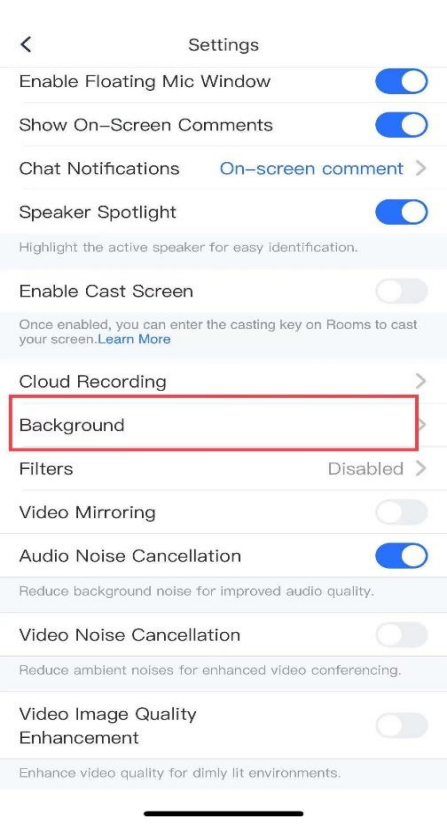 Settings
Enable Floating Mic Window
Show On-Screen Comments
Chat Notifications On-screen comment
Speaker Spotlight
Highlight the active speaker for easy identification.
Enable Cast Screen
Once enabled, you can enter the casting key on Rooms to cast
your screen.Learn More
Cloud Recording
Background
Filters Disabled
Video Mirroring
Audio Noise Cancellation
Reduce background noise for improved audio quality.
Video Noise Cancellation
Reduce ambient noises for enhanced video conferencing.
Video Image Quality
Enhancement
Enhance video quality for dimly lit environments.